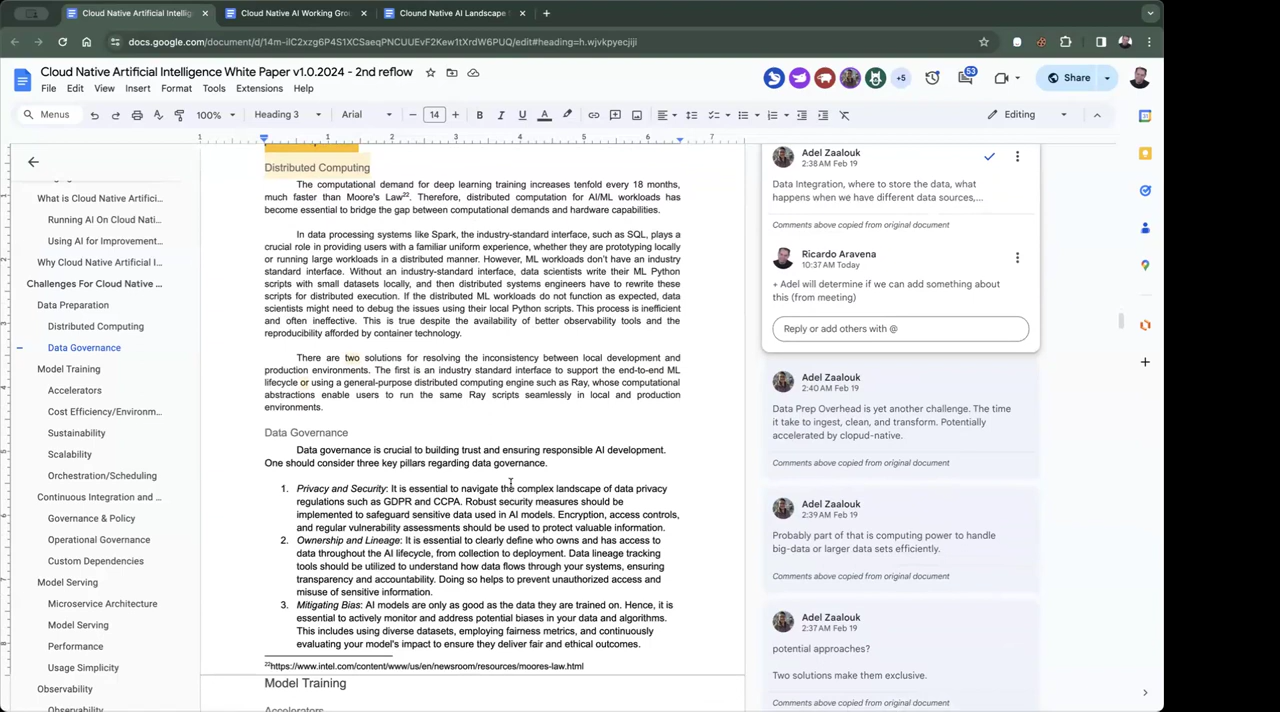 Cloud Native Artificial Intellig
Cloud Native AI Working Gro
Clound Native AI Landscape
docs.google.com/document/d/14m-ilC2xzg6P4S1XCSaeqPNCUUEvF2Kew1tXrdW6PUQ/edit#heading=h.wjvkpyecjiji
Cloud Native Artificial Intelligence White Paper v1.0.2024 - 2nd reflow
File Edit View Insert Format Tools Extensions Help
+5
53
Share
Menus
100%
Heading 3
Arial
14
B I U A
Editing
1 1 2 3 4 5 6 7
What is Cloud Native Artifici...
Running AI On Cloud Nati...
Using AI for Improvement...
Why Cloud Native Artificial I...
Challenges For Cloud Native ...
Data Preparation
Distributed Computing
Data Governance
Model Training
Accelerators
Cost Efficiency/Environm...
Sustainability
Scalability
Orchestration/Scheduling
Continuous Integration and ...
Governance & Policy
Operational Governance
Custom Dependencies
Model Serving
Microservice Architecture
Model Serving
Performance
Usage Simplicity
Observability
Observability
Distributed Computing
The computational demand for deep learning training increases tenfold every 18 months,
much faster than Moore's Law22. Therefore, distributed computation for AI/ML workloads has
become essential to bridge the gap between computational demands and hardware capabilities.
In data processing systems like Spark, the industry-standard interface, such as SQL, plays a
crucial role in providing users with a familiar uniform experience, whether they are prototyping locally
or running large workloads in a distributed manner. However, ML workloads don't have an industry
standard interface. Without an industry-standard interface, data scientists write their ML Python
scripts with small datasets locally, and then distributed systems engineers have to rewrite these
scripts for distributed execution. If the distributed ML workloads do not function as expected, data
scientists might need to debug the issues using their local Python scripts. This process is inefficient
and often ineffective. This is true despite the availability of better observability tools and the
reproducibility afforded by container technology.
There are two solutions for resolving the inconsistency between local development and
production environments. The first is an industry standard interface to support the end-to-end ML
lifecycle or using a general-purpose distributed computing engine such as Ray, whose computational
abstractions enable users to run the same Ray scripts seamlessly in local and production
environments.
Data Governance
Data governance is crucial to building trust and ensuring responsible AI development.
One should consider three key pillars regarding data governance.
1. Privacy and Security: It is essential to navigate the complex landscape of data privacy
regulations such as GDPR and CCPA. Robust security measures should be
implemented to safeguard sensitive data used in AI models. Encryption, access controls,
and regular vulnerability assessments should be used to protect valuable information.
2. Ownership and Lineage: It is essential to clearly define who owns and has access to
data throughout the AI lifecycle, from collection to deployment. Data lineage tracking
tools should be utilized to understand how data flows through your systems, ensuring
transparency and accountability. Doing so helps to prevent unauthorized access and
misuse of sensitive information.
3. Mitigating Bias: AI models are only as good as the data they are trained on. Hence, it is
essential to actively monitor and address potential biases in your data and algorithms.
This includes using diverse datasets, employing fairness metrics, and continuously
evaluating your model's impact to ensure they deliver fair and ethical outcomes.
22https://www.intel.com/content/www/us/en/newsroom/resources/moores-law.html
Model Training
Accelerators
Adel Zaalouk
2:38 AM Feb 19
Data Integration, where to store the data, what
happens when we have different data sources,...
Comments above copied from original document
Ricardo Aravena
10:37 AM Today
+ Adel will determine if we can add something about
this (from meeting)
Reply or add others with @
Adel Zaalouk
2:40 AM Feb 19
Data Prep Overhead is yet another challenge. The time
it take to ingest, clean, and transform. Potentially
accelerated by clopud-native.
Comments above copied from original document
Adel Zaalouk
2:39 AM Feb 19
Probably part of that is computing power to handle
big-data or larger data sets efficiently.
Comments above copied from original document
Adel Zaalouk
2:37 AM Feb 19
potential approaches?
Two solutions make them exclusive.
Comments above copied from original document